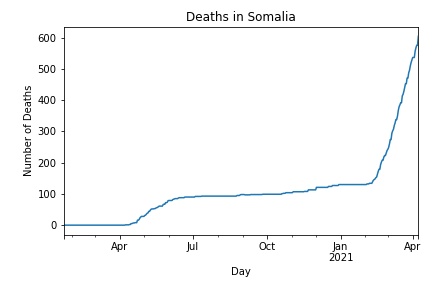 Deaths in Somalia
600
500
400
300
200
100
0
Number of Deaths
Apr
Jul
Oct
Jan
2021
Apr
Day